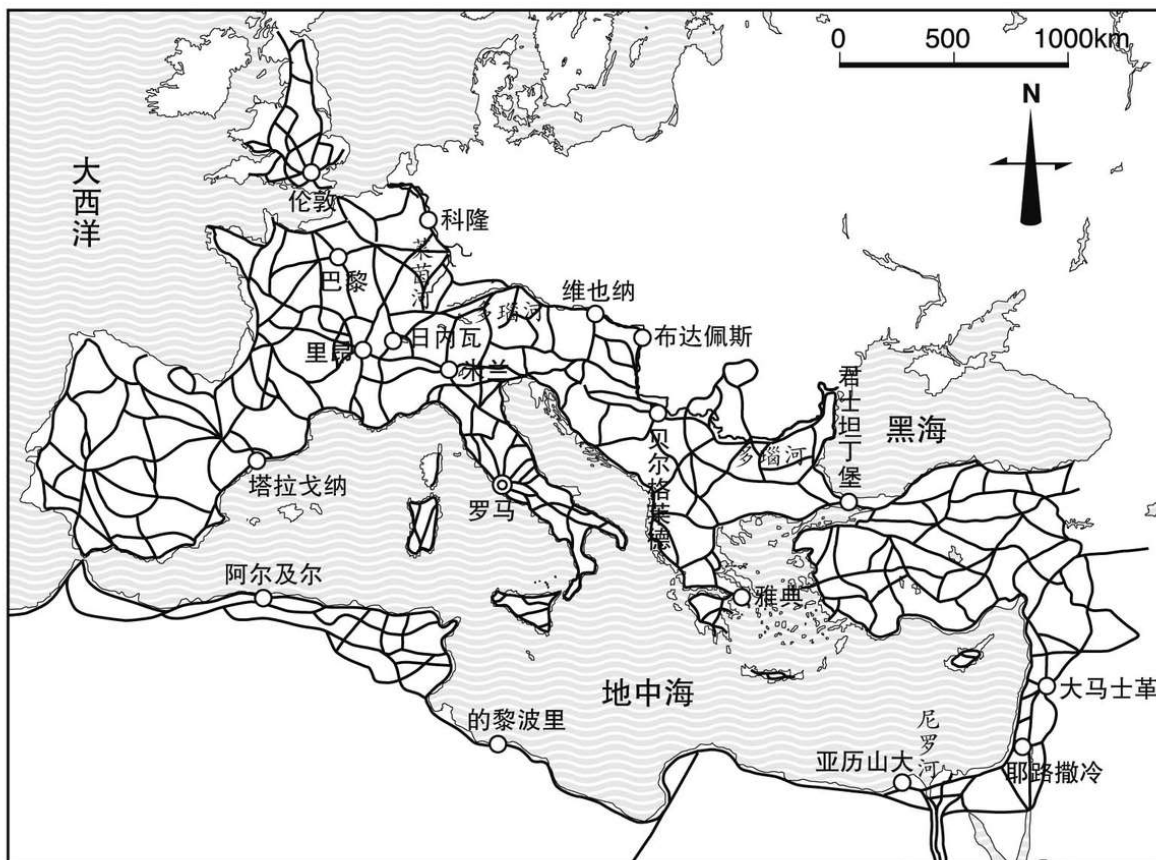 0 500 1000km
N
大西洋
伦敦
科隆
莱茵河
巴黎
维也纳
多瑙河
布达佩斯
日内瓦
里昂
米兰
君士坦丁堡
黑海
贝尔格莱德
多瑙河
塔拉戈纳
罗马
阿尔及尔
雅典
地中海
大马士革
的黎波里
尼罗河
亚历山大
耶路撒冷